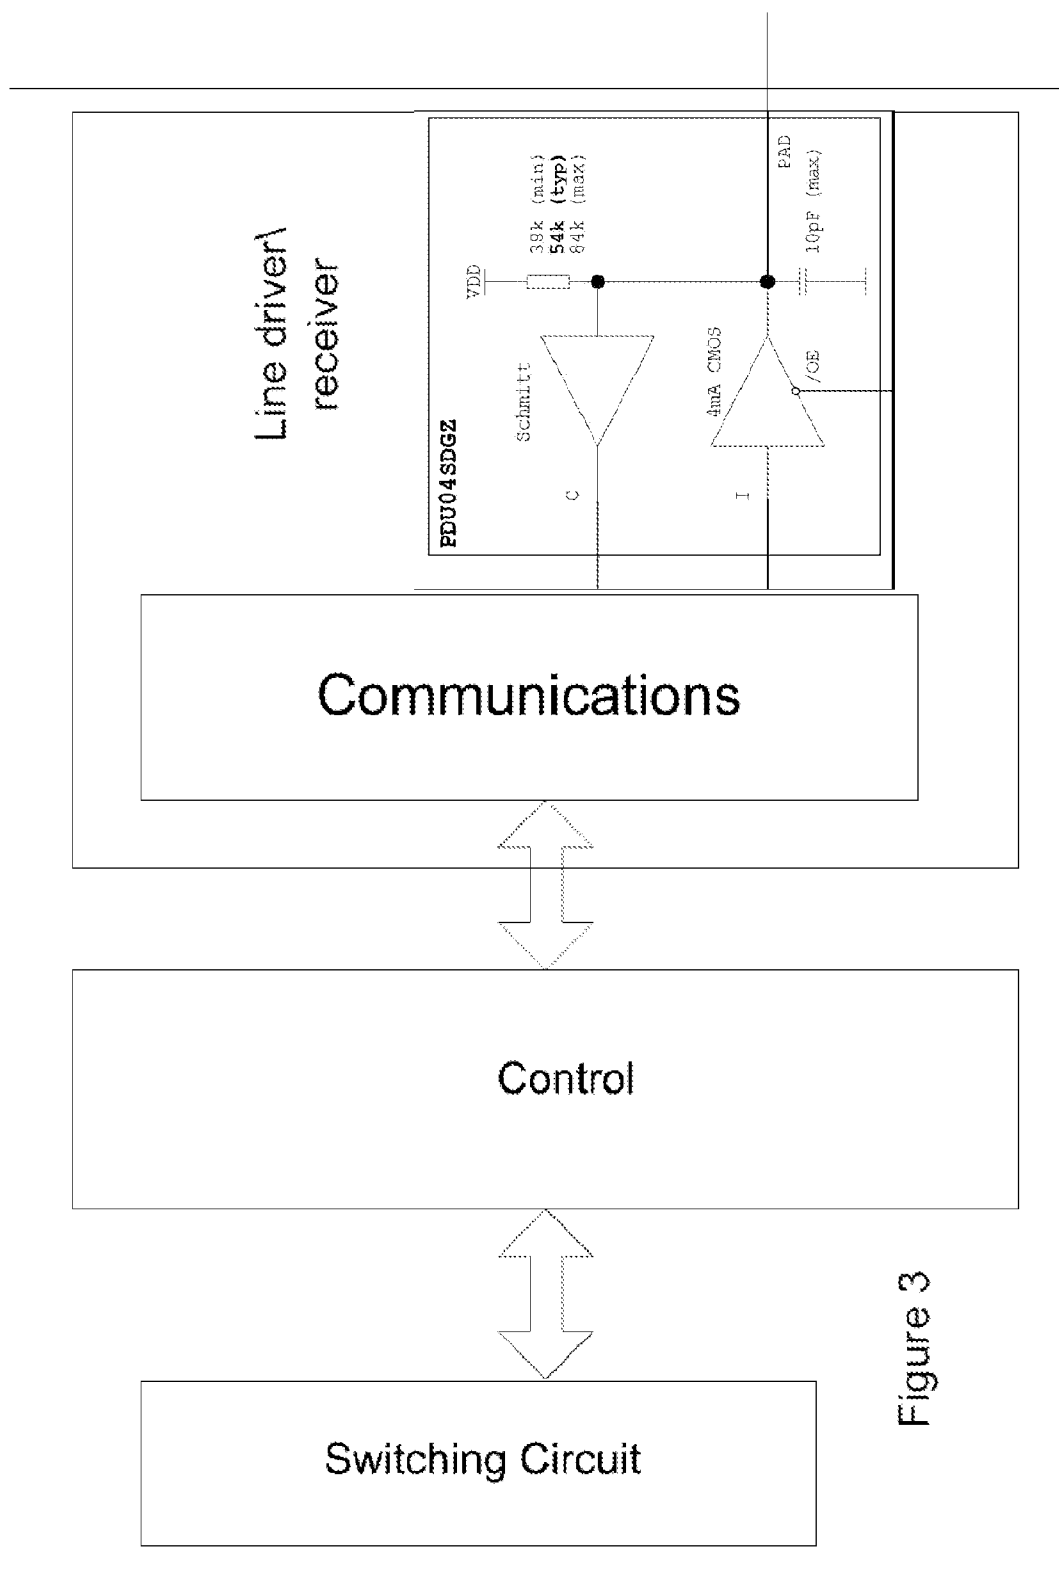 Line driver\
receiver
PDU04SDGZ
VDD
39k (min)
54k (typ)
84k (max)
Schmitt
C
PAD
10pF (max)
4mA CMOS
/OE
I
Communications
Control
Switching Circuit
Figure 3